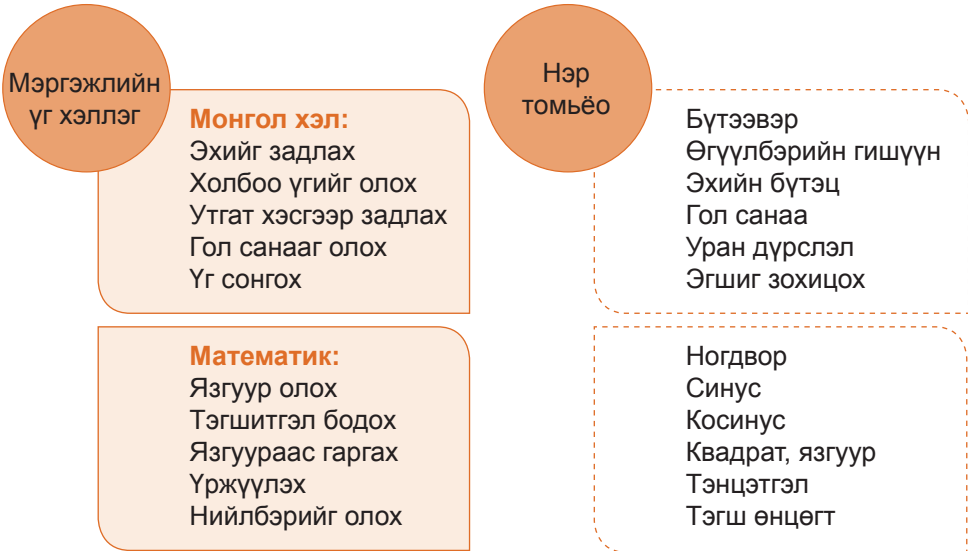 Мэргэжлийн
үг хэллэг
Монгол хэл:
Эхийг задлах
Холбоо үгийг олох
Утгат хэсгээр задлах
Гол санааг олох
Үг сонгох
Математик:
Язгуур олох
Тэгшитгэл бодох
Язгуураас гаргах
Үржүүлэх
Нийлбэрийг олох
Нэр
томьёо
Бүтээвэр
Өгүүлбэрийн гишүүн
Эхийн бүтэц
Гол санаа
Уран дүрслэл
Эгшиг зохицох
Ногдвор
Синус
Косинус
Квадрат, язгуур
Тэнцэтгэл
Тэгш өнцөгт